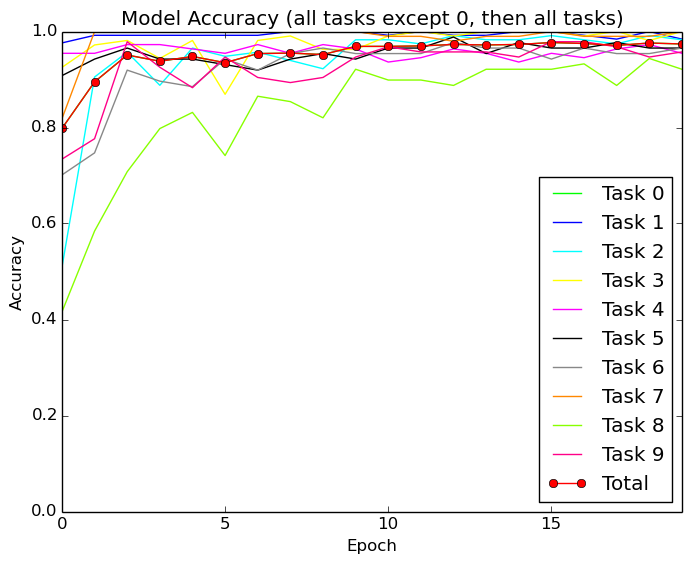 Model Accuracy (all tasks except 0, then all tasks)
1.0
0.8
0.6
0.4
0.2
0.0
Accuracy
0 5 10 15
Epoch
Task 0
Task 1
Task 2
Task 3
Task 4
Task 5
Task 6
Task 7
Task 8
Task 9
Total